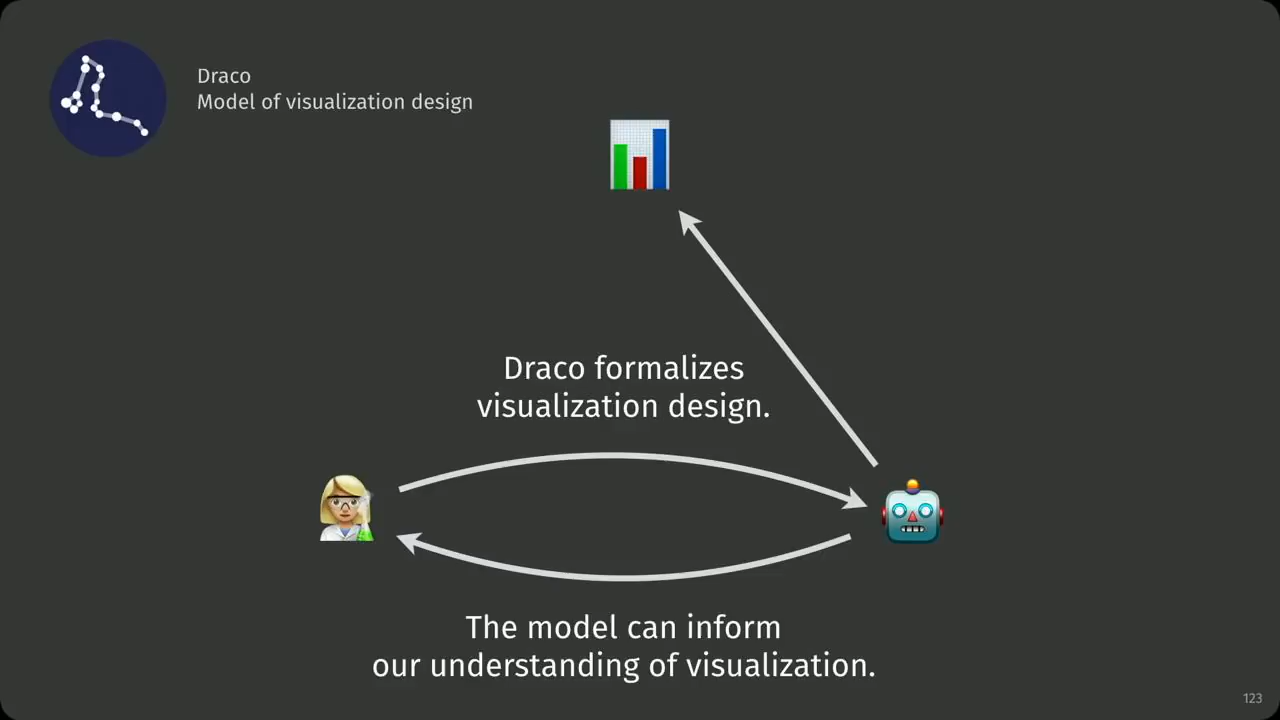 Draco
Model of visualization design
Draco formalizes
visualization design.
The model can inform
our understanding of visualization.
123